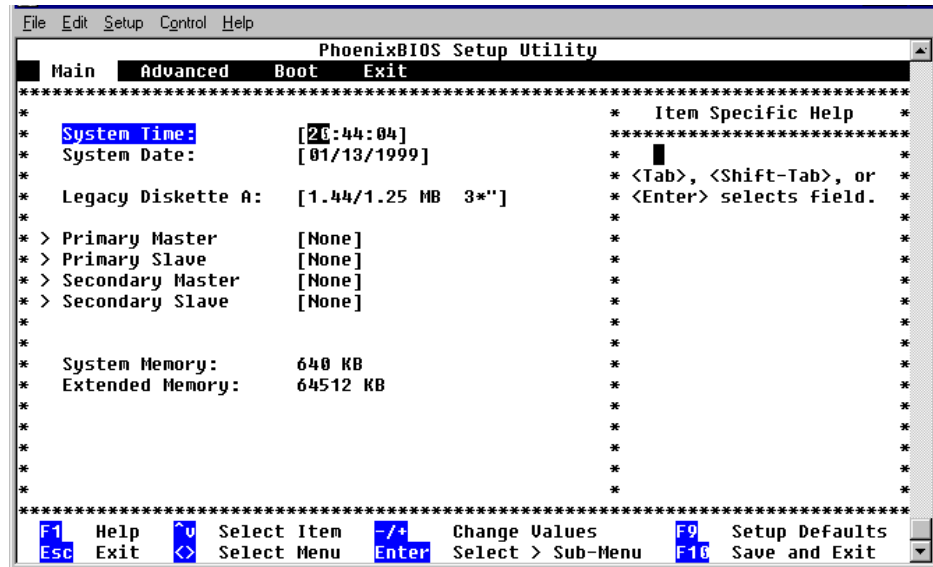 File Edit Setup Control Help
PhoenixBIOS Setup Utility
Main Advanced Boot Exit
*******************************************************************************
* * Item Specific Help *
* System Time: [20:44:04] ***************************
* System Date: [01/13/1999] * *
* * <Tab>, <Shift-Tab>, or *
* Legacy Diskette A: [1.44/1.25 MB 3*"] * <Enter> selects field. *
* * *
* > Primary Master [None] * *
* > Primary Slave [None] * *
* > Secondary Master [None] * *
* > Secondary Slave [None] * *
* * *
* * *
* System Memory: 640 KB * *
* Extended Memory: 64512 KB * *
* * *
* * *
* * *
* * *
*******************************************************************************
F1 Help ^v Select Item -/+ Change Values F9 Setup Defaults
Esc Exit <> Select Menu Enter Select > Sub-Menu F10 Save and Exit